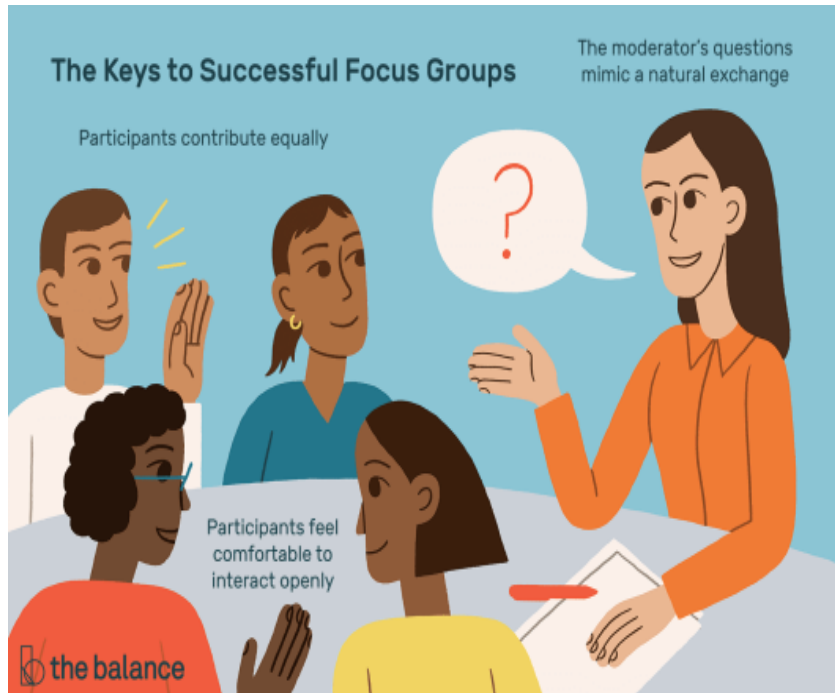 The Keys to Successful Focus Groups
The moderator's questions
mimic a natural exchange
Participants contribute equally
?
Participants feel
comfortable to
interact openly
the balance